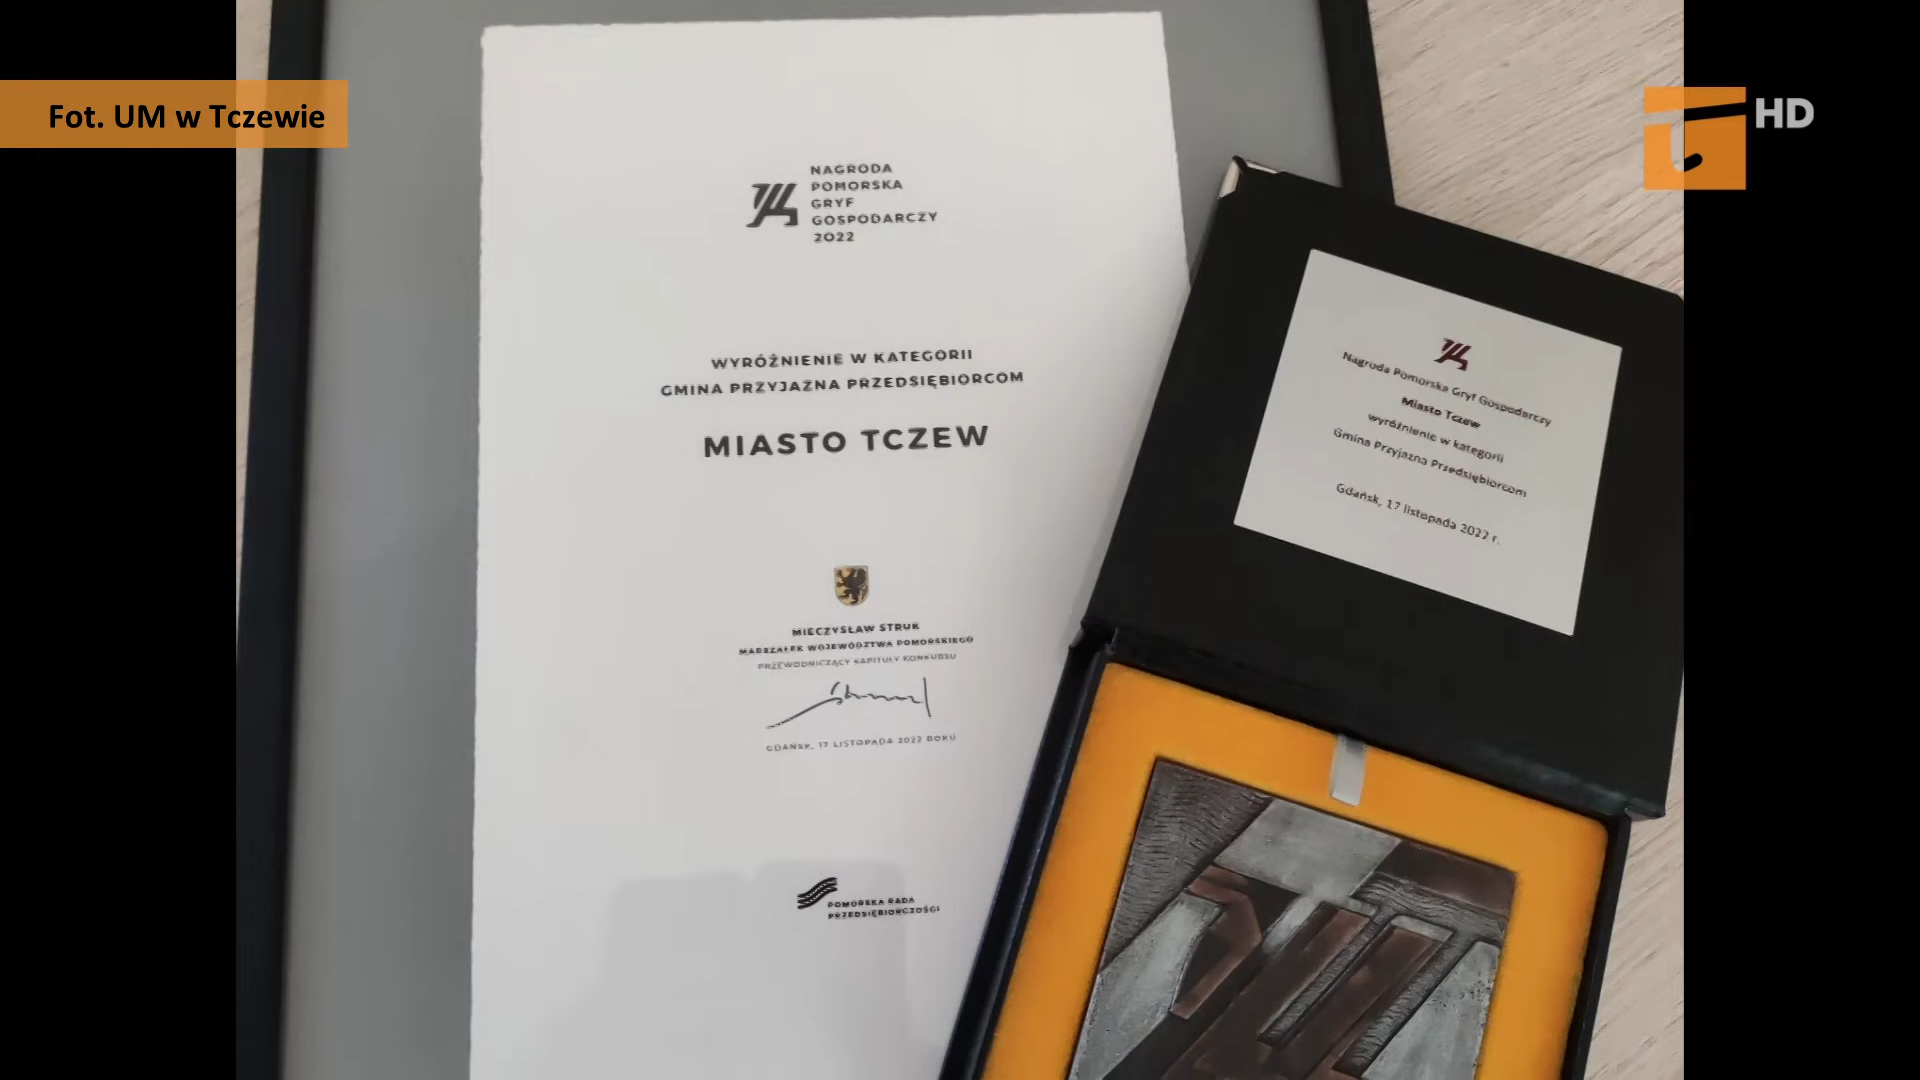 Fot. UM w Tczewie
HD
NAGRODA
POMORSKA
GRYF
GOSPODARCZY
2022
WYRÓŻNIENIE W KATEGORII
GMINA PRZYJAZNA PRZEDSIĘBIORCOM
MIASTO TCZEW
MIECZYSŁAW STRUK
MARSZAŁEK WOJEWÓDZTWA POMORSKIEGO
PRZEWODNICZĄCY KAPITUŁY KONKURSU
GDAŃSK, 17 LISTOPADA 2022 ROKU
POMORSKA RADA
PRZEDSIĘBIORCZOŚCI
Nagroda Pomorska Gryf Gospodarczy
Miasto Tczew
wyróżnienie w kategorii
Gmina Przyjazna Przedsiębiorcom
Gdańsk, 17 listopada 2022 r.